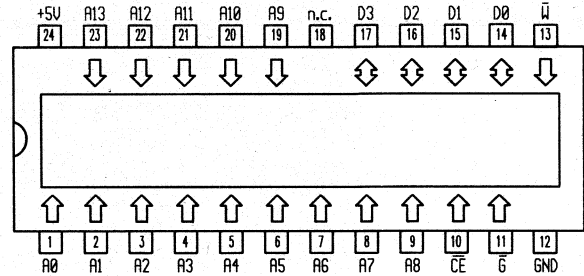 +5V A13 A12 A11 A10 A9 n.c. D3 D2 D1 D0 W̅
24 23 22 21 20 19 18 17 16 15 14 13
1 2 3 4 5 6 7 8 9 10 11 12
A0 A1 A2 A3 A4 A5 A6 A7 A8 C̅E̅ G̅ GND